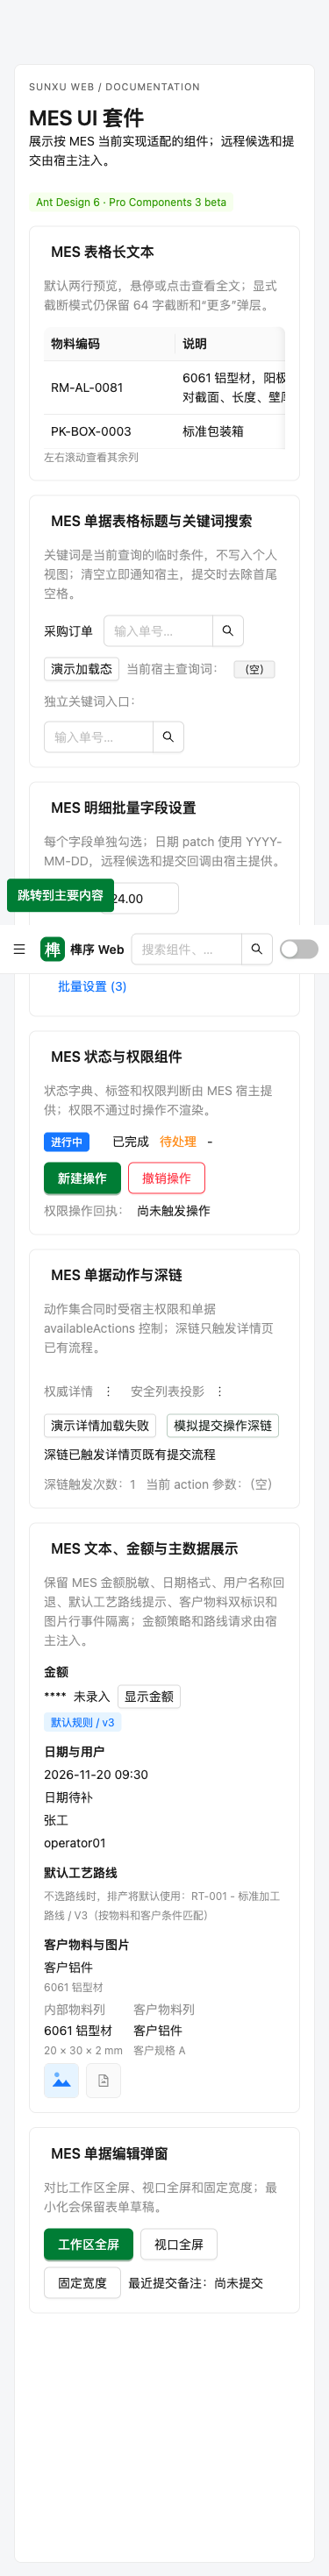 SUNXU WEB / DOCUMENTATION
MES UI 套件
展示按 MES 当前实现适配的组件；远程候选和提
交由宿主注入。
Ant Design 6 · Pro Components 3 beta
MES 表格长文本
默认两行预览，悬停或点击查看全文；显式
截断模式仍保留 64 字截断和“更多”弹层。
物料编码 说明
RM-AL-0081 6061 铝型材，阳极
对截面、长度、壁厚
PK-BOX-0003 标准包装箱
左右滚动查看其余列
MES 单据表格标题与关键词搜索
关键词是当前查询的临时条件，不写入个人
视图；清空立即通知宿主，提交时去除首尾
空格。
采购订单 输入单号...
演示加载态 当前宿主查询词： (空)
独立关键词入口：
输入单号...
MES 明细批量字段设置
每个字段单独勾选；日期 patch 使用 YYYY-
MM-DD，远程候选和提交回调由宿主提供。
跳转到主要内容 24.00
榫 榫序 Web 搜索组件、...
批量设置 (3)
MES 状态与权限组件
状态字典、标签和权限判断由 MES 宿主提
供；权限不通过时操作不渲染。
进行中 已完成 待处理 -
新建操作 撤销操作
权限操作回执： 尚未触发操作
MES 单据动作与深链
动作集合同时受宿主权限和单据
availableActions 控制；深链只触发详情页
已有流程。
权威详情 ⋮ 安全列表投影 ⋮
演示详情加载失败 模拟提交操作深链
深链已触发详情页既有提交流程
深链触发次数：1 当前 action 参数：（空）
MES 文本、金额与主数据展示
保留 MES 金额脱敏、日期格式、用户名称回
退、默认工艺路线提示、客户物料双标识和
图片行事件隔离；金额策略和路线请求由宿
主注入。
金额
**** 未录入 显示金额
默认规则 / v3
日期与用户
2026-11-20 09:30
日期待补
张工
operator01
默认工艺路线
不选路线时，排产将默认使用：RT-001 - 标准加工
路线 / V3（按物料和客户条件匹配）
客户物料与图片
客户铝件
6061 铝型材
内部物料列 客户物料列
6061 铝型材 客户铝件
20 × 30 × 2 mm 客户规格 A
MES 单据编辑弹窗
对比工作区全屏、视口全屏和固定宽度；最
小化会保留表单草稿。
工作区全屏 视口全屏
固定宽度 最近提交备注：尚未提交